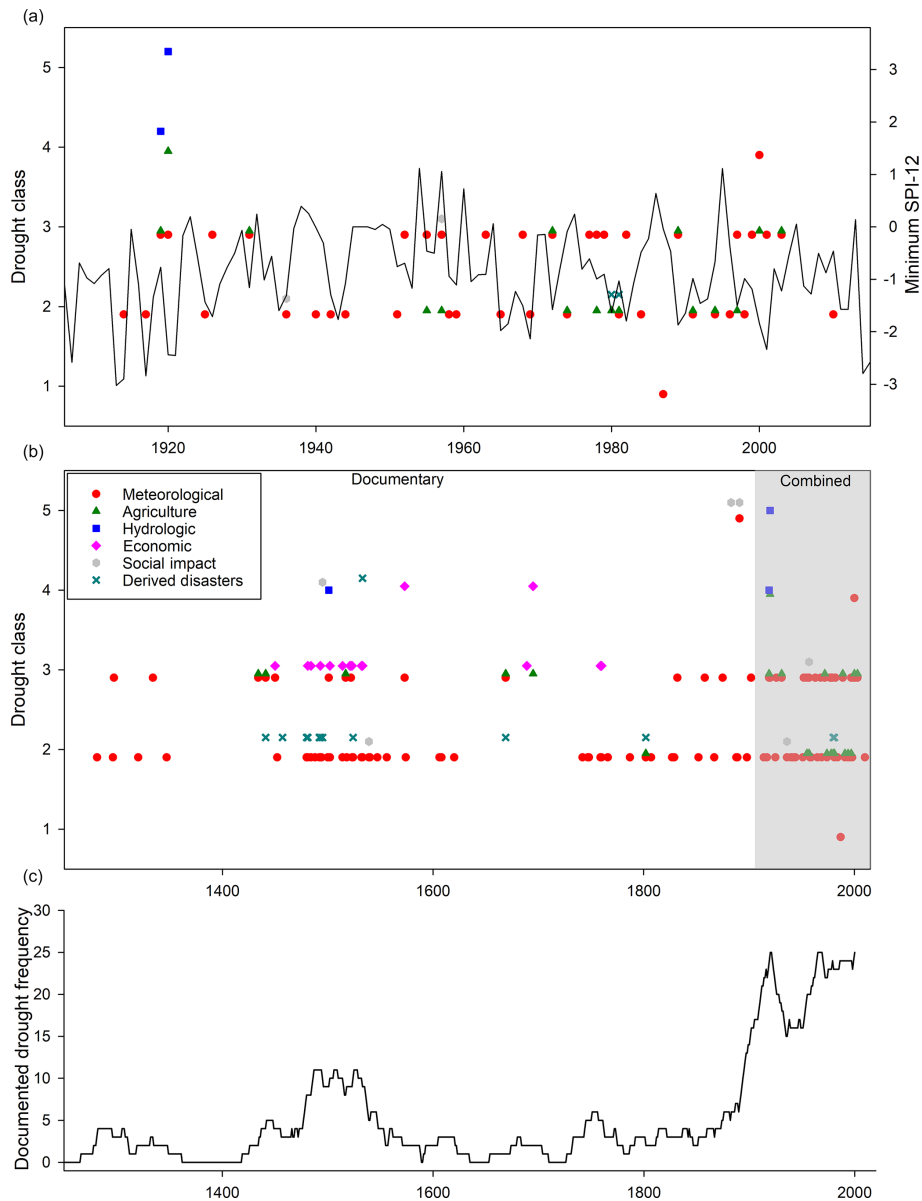 (a)
5
4
3
2
1
Drought class
3
2
1
0
-1
-2
-3
Minimum SPI-12
1920 1940 1960 1980 2000
(b)
Documentary Combined
Meteorological
Agriculture
Hydrologic
Economic
Social impact
Derived disasters
5
4
3
2
1
Drought class
1400 1600 1800 2000
(c)
30
25
20
15
10
5
0
Documented drought frequency
1400 1600 1800 2000